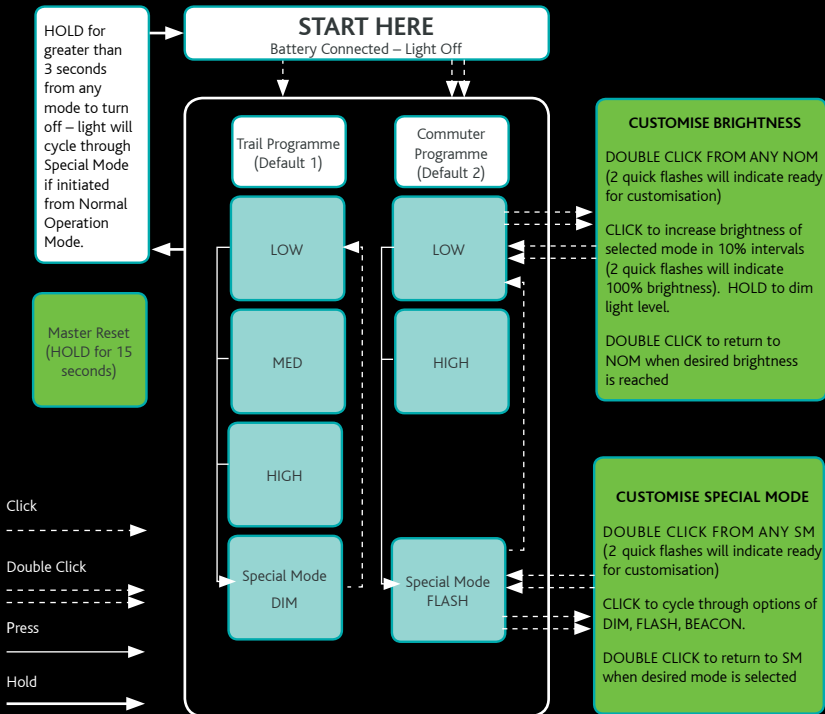 HOLD for
greater than
3 seconds
from any
mode to turn
off – light will
cycle through
Special Mode
if initiated
from Normal
Operation
Mode.
START HERE
Battery Connected – Light Off
Master Reset
(HOLD for 15
seconds)
Trail Programme
(Default 1)
LOW
MED
HIGH
Special Mode
DIM
Commuter
Programme
(Default 2)
LOW
HIGH
Special Mode
FLASH
CUSTOMISE BRIGHTNESS
DOUBLE CLICK FROM ANY NOM
(2 quick flashes will indicate ready
for customisation)
CLICK to increase brightness of
selected mode in 10% intervals
(2 quick flashes will indicate
100% brightness). HOLD to dim
light level.
DOUBLE CLICK to return to
NOM when desired brightness
is reached
CUSTOMISE SPECIAL MODE
DOUBLE CLICK FROM ANY SM
(2 quick flashes will indicate ready
for customisation)
CLICK to cycle through options of
DIM, FLASH, BEACON.
DOUBLE CLICK to return to SM
when desired mode is selected
Click
Double Click
Press
Hold